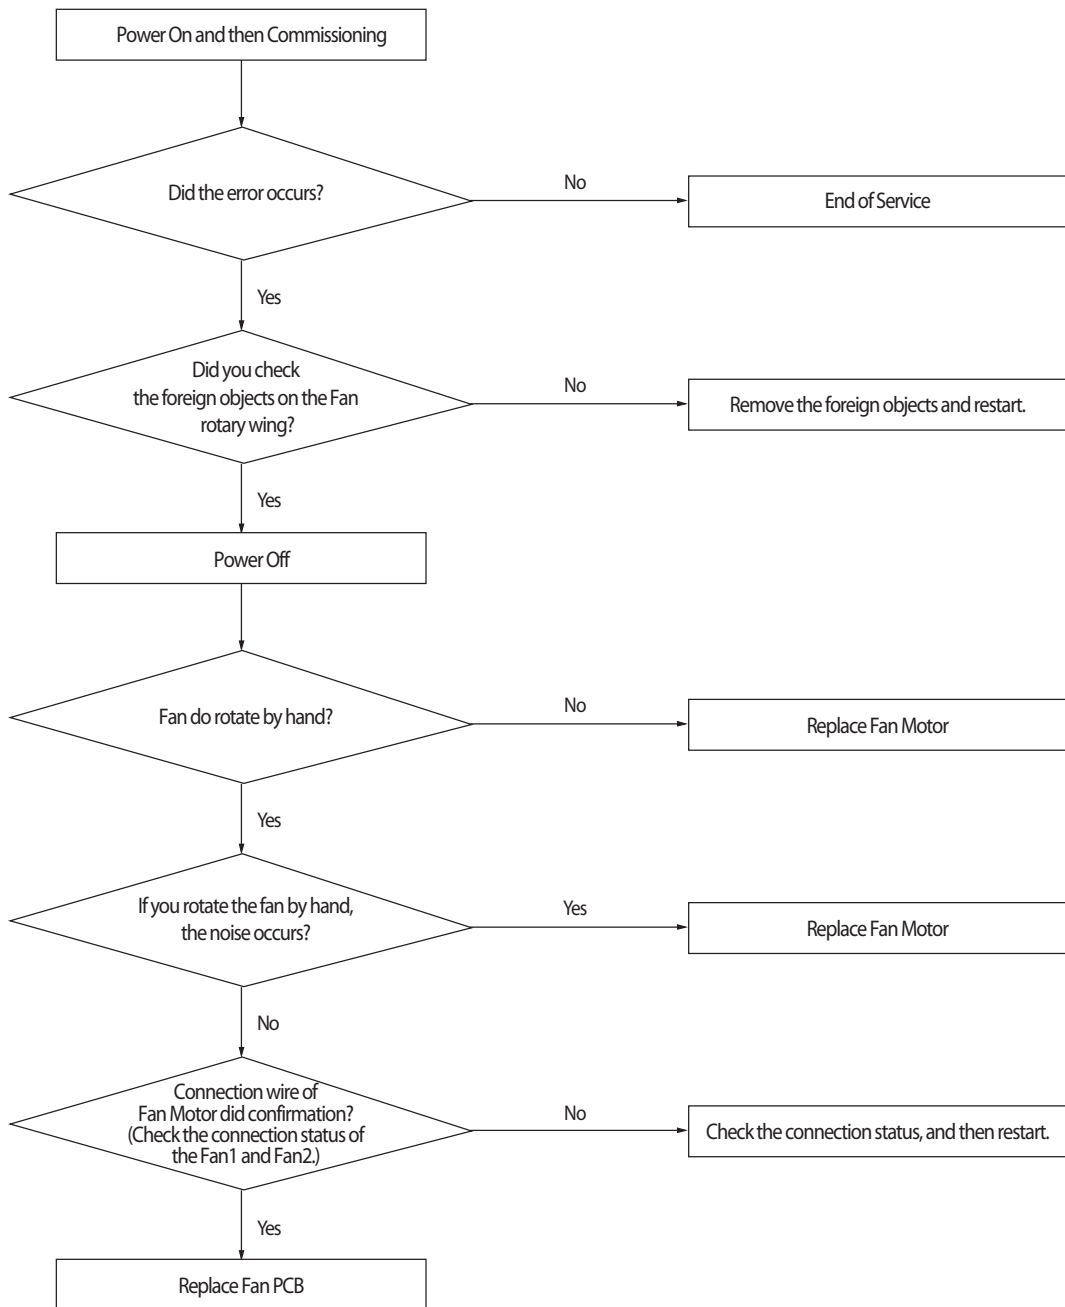 Power On and then Commissioning
Did the error occurs?
No
End of Service
Yes
Did you check
the foreign objects on the Fan
rotary wing?
No
Remove the foreign objects and restart.
Yes
Power Off
Fan do rotate by hand?
No
Replace Fan Motor
Yes
If you rotate the fan by hand,
the noise occurs?
Yes
Replace Fan Motor
No
Connection wire of
Fan Motor did confirmation?
(Check the connection status of
the Fan1 and Fan2.)
No
Check the connection status, and then restart.
Yes
Replace Fan PCB